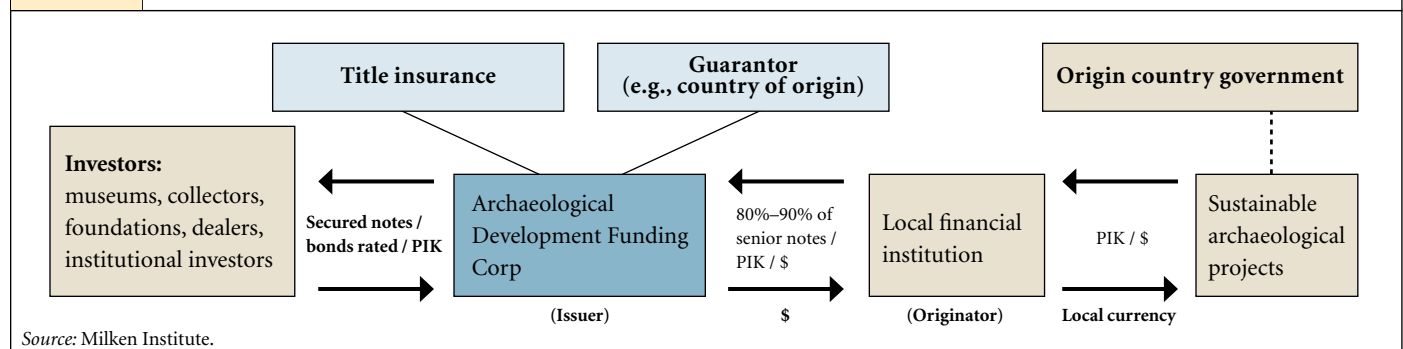 Title insurance
Guarantor
(e.g., country of origin)
Origin country government
Investors:
museums, collectors,
foundations, dealers,
institutional investors
Secured notes /
bonds rated / PIK
Archaeological
Development Funding
Corp
(Issuer)
80%–90% of
senior notes /
PIK / $
$
Local financial
institution
(Originator)
PIK / $
Local currency
Sustainable
archaeological
projects
Source: Milken Institute.